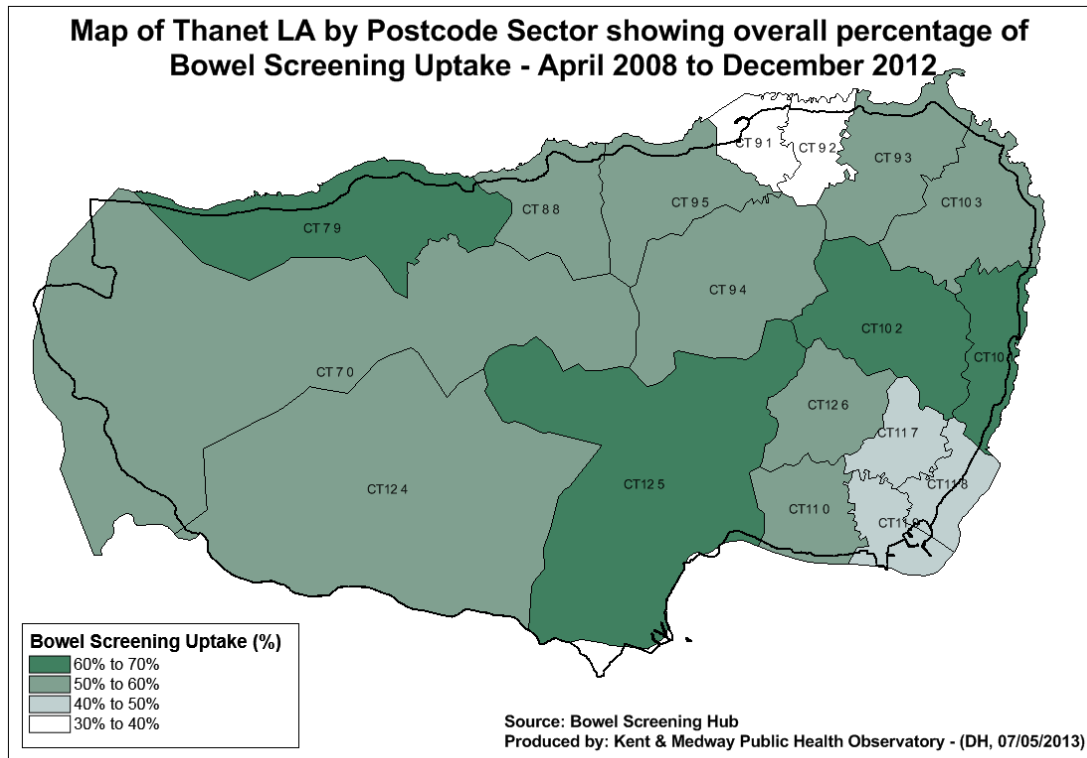 Map of Thanet LA by Postcode Sector showing overall percentage of
Bowel Screening Uptake - April 2008 to December 2012
CT9 1
CT9 2
CT9 3
CT10 3
CT9 5
CT8 8
CT7 9
CT9 4
CT10 2
CT10
CT7 0
CT12 6
CT11 7
CT12 4
CT12 5
CT11 8
CT11 0
CT11 9
Bowel Screening Uptake (%)
60% to 70%
50% to 60%
40% to 50%
30% to 40%
Source: Bowel Screening Hub
Produced by: Kent & Medway Public Health Observatory - (DH, 07/05/2013)